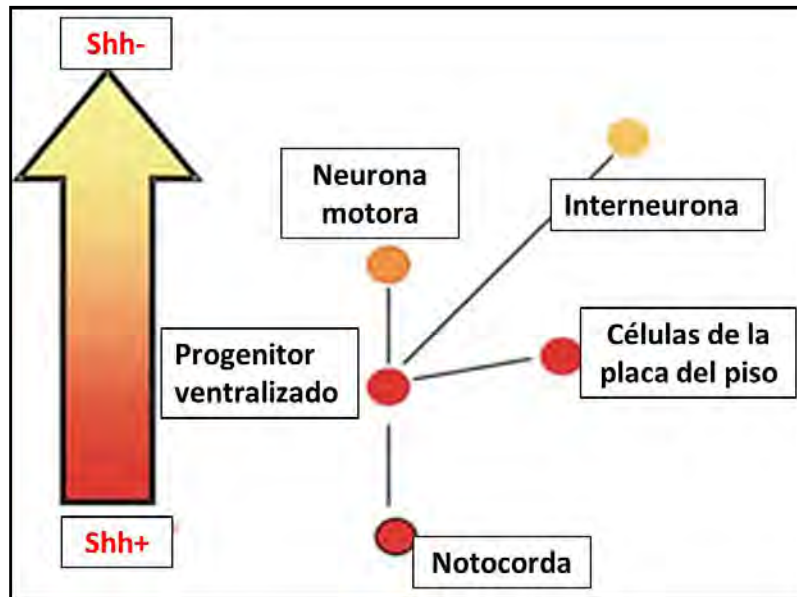 Shh-
Neurona
motora
Interneurona
Progenitor
ventralizado
Células de la
placa del piso
Shh+
Notocorda